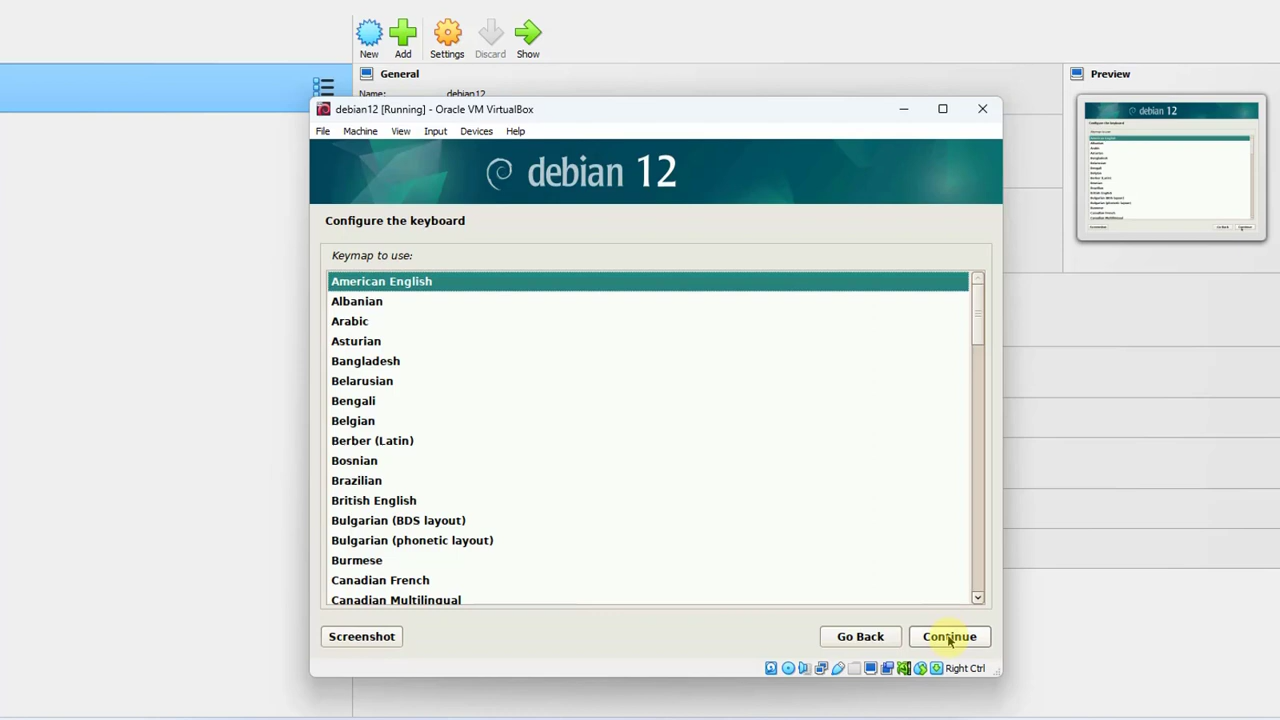 New Add Settings Discard Show
General
Preview
Name: debian12
debian12 [Running] - Oracle VM VirtualBox
File Machine View Input Devices Help
debian 12
debian 12
Configure the keyboard
Keymap to use:
American English
Albanian
Arabic
Asturian
Bangladesh
Belarusian
Bengali
Belgian
Berber (Latin)
Bosnian
Brazilian
British English
Bulgarian (BDS layout)
Bulgarian (phonetic layout)
Burmese
Canadian French
Canadian Multilingual
Screenshot Go Back Continue
Right Ctrl